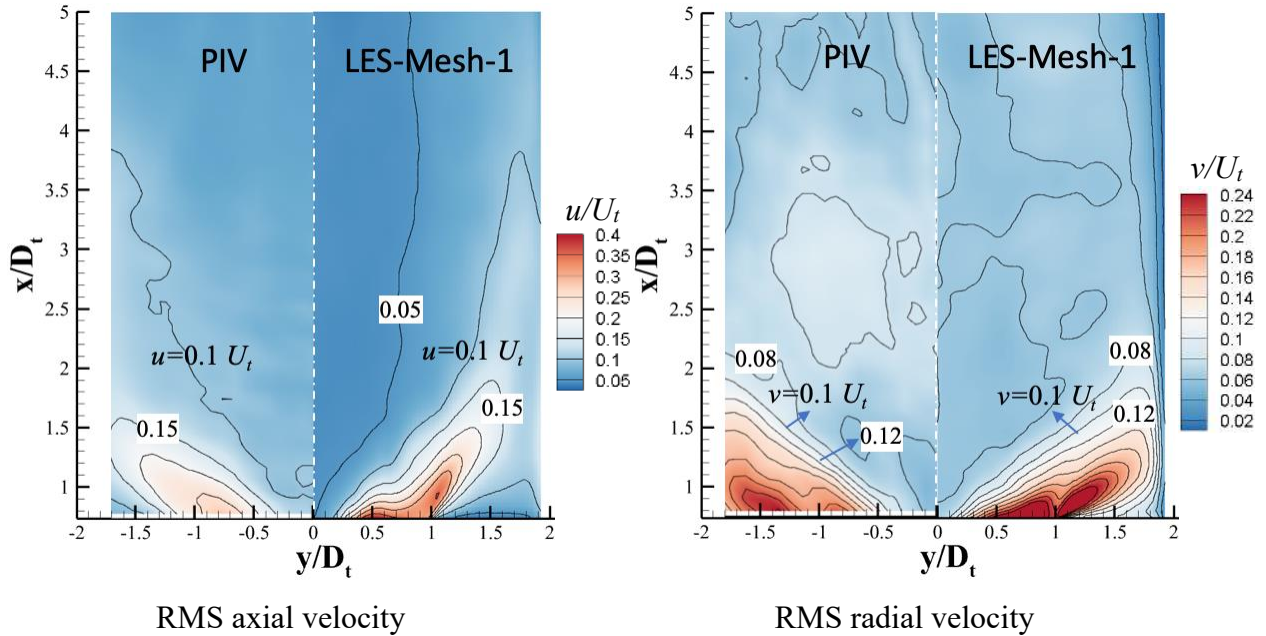 PIV LES-Mesh-1
u/Uₜ
0.4
0.35
0.3
0.25
0.2
0.15
0.1
0.05
0.05
u=0.1 Uₜ
u=0.1 Uₜ
0.15
0.15
x/Dₜ
5
4.5
4
3.5
3
2.5
2
1.5
1
-2 -1.5 -1 -0.5 0 0.5 1 1.5 2
y/Dₜ
RMS axial velocity
PIV LES-Mesh-1
v/Uₜ
0.24
0.22
0.2
0.18
0.16
0.14
0.12
0.1
0.08
0.06
0.04
0.02
0.08
0.08
v=0.1 Uₜ
v=0.1 Uₜ
0.12
0.12
x/Dₜ
5
4.5
4
3.5
3
2.5
2
1.5
1
-2 -1.5 -1 -0.5 0 0.5 1 1.5 2
y/Dₜ
RMS radial velocity